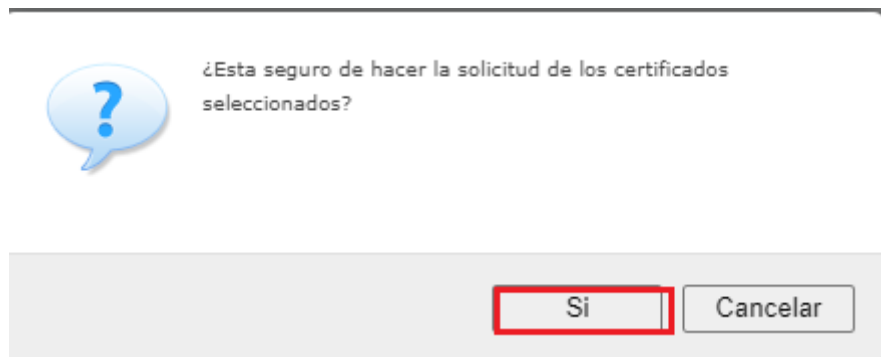 ¿Esta seguro de hacer la solicitud de los certificados
seleccionados?
Si
Cancelar